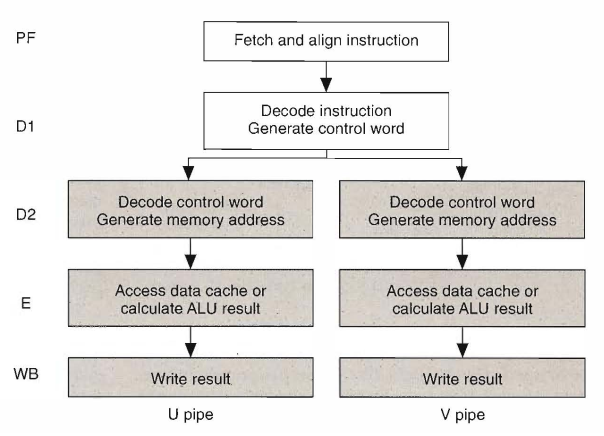 PF
Fetch and align instruction
D1
Decode instruction
Generate control word
D2
Decode control word
Generate memory address
Decode control word
Generate memory address
E
Access data cache or
calculate ALU result
Access data cache or
calculate ALU result
WB
Write result
Write result
U pipe
V pipe